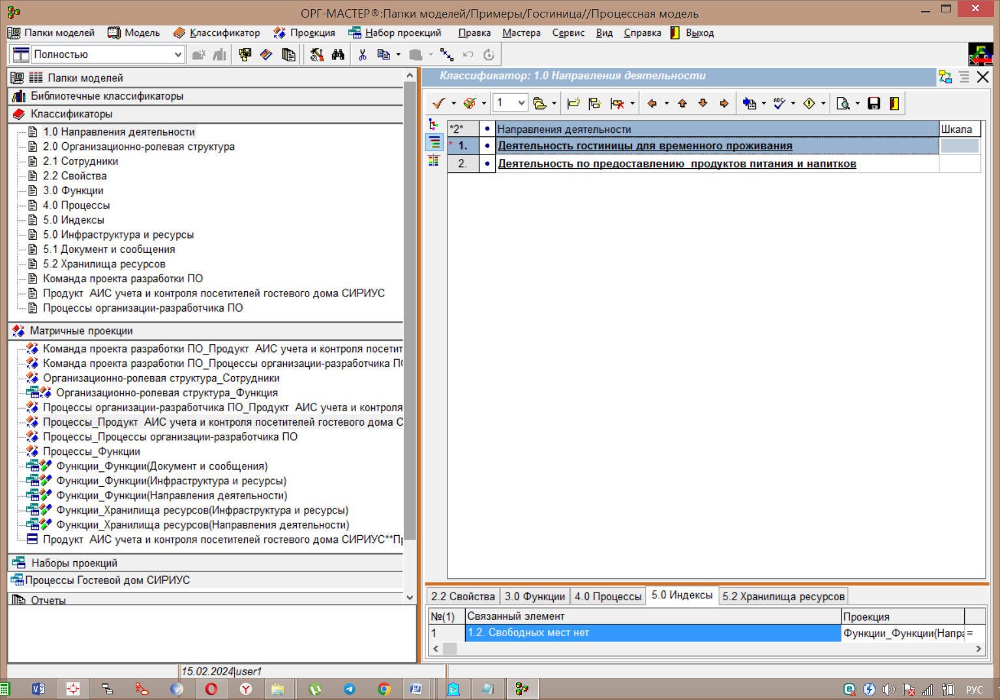 ОРГ-МАСТЕР®:Папки моделей/Примеры/Гостиница//Процессная модель
Папки моделей Модель Классификатор Проекция Набор проекций Правка Мастера Сервис Вид Справка Выход
Полностью
Папки моделей
Библиотечные классификаторы
Классификаторы
1.0 Направления деятельности
2.0 Организационно-ролевая структура
2.1 Сотрудники
2.2 Свойства
3.0 Функции
4.0 Процессы
5.0 Индексы
5.0 Инфраструктура и ресурсы
5.1 Документ и сообщения
5.2 Хранилища ресурсов
Команда проекта разработки ПО
Продукт АИС учета и контроля посетителей гостевого дома СИРИУС
Процессы организации-разработчика ПО
Матричные проекции
Команда проекта разработки ПО_Продукт АИС учета и контроля посетит
Команда проекта разработки ПО_Процессы организации-разработчика ПО
Организационно-ролевая структура_Сотрудники
Организационно-ролевая структура_Функция
Процессы организации-разработчика ПО_Продукт АИС учета и контроля
Процессы_Продукт АИС учета и контроля посетителей гостевого дома С
Процессы_Процессы организации-разработчика ПО
Процессы_Функции
Функции_Функции(Документ и сообщения)
Функции_Функции(Инфраструктура и ресурсы)
Функции_Функции(Направления деятельности)
Функции_Хранилища ресурсов(Инфраструктура и ресурсы)
Функции_Хранилища ресурсов(Направления деятельности)
Продукт АИС учета и контроля посетителей гостевого дома СИРИУС**Пр
Наборы проекций
Процессы Гостевой дом СИРИУС
Отчеты
Классификатор: 1.0 Направления деятельности
1
ABC
*2* • Направления деятельности Шкала
* 1. • Деятельность гостиницы для временного проживания
2. • Деятельность по предоставлению продуктов питания и напитков
2.2 Свойства 3.0 Функции 4.0 Процессы 5.0 Индексы 5.2 Хранилища ресурсов
№(1) Связанный элемент Проекция
1 1.2. Свободных мест нет Функции_Функции(Напра =
15.02.2024|user1
РУС